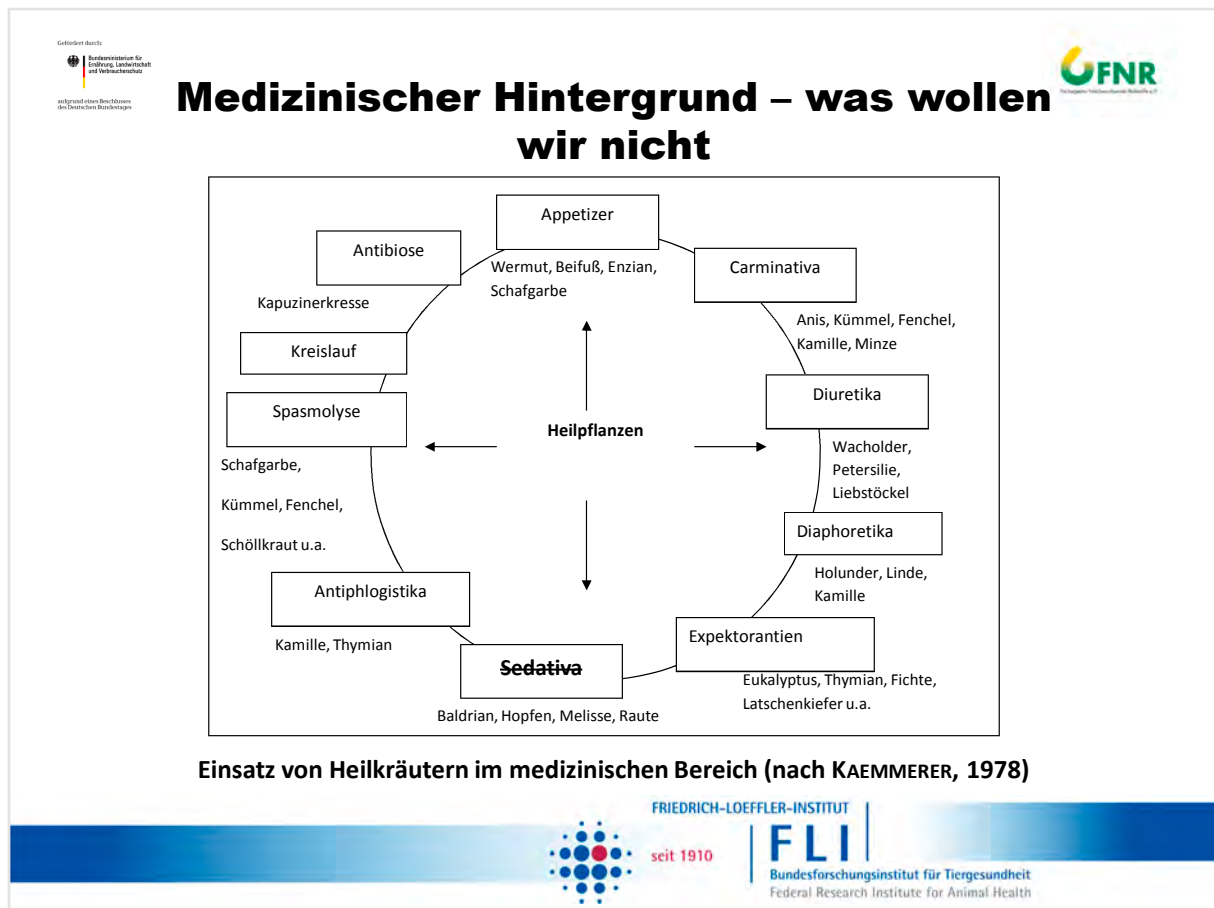 Gefördert durch:
Bundesministerium für
Ernährung, Landwirtschaft
und Verbraucherschutz
aufgrund eines Beschlusses
des Deutschen Bundestages
FNR
Medizinischer Hintergrund – was wollen
wir nicht
Appetizer
Wermut, Beifuß, Enzian,
Schafgarbe
Antibiose
Kapuzinerkresse
Carminativa
Anis, Kümmel, Fenchel,
Kamille, Minze
Kreislauf
Spasmolyse
Schafgarbe,
Kümmel, Fenchel,
Schöllkraut u.a.
Heilpflanzen
Diuretika
Wacholder,
Petersilie,
Liebstöckel
Diaphoretika
Holunder, Linde,
Kamille
Antiphlogistika
Kamille, Thymian
Expektorantien
Eukalyptus, Thymian, Fichte,
Latschenkiefer u.a.
Sedativa
Baldrian, Hopfen, Melisse, Raute
Einsatz von Heilkräutern im medizinischen Bereich (nach KAEMMERER, 1978)
FRIEDRICH-LOEFFLER-INSTITUT
seit 1910
FLI
Bundesforschungsinstitut für Tiergesundheit
Federal Research Institute for Animal Health